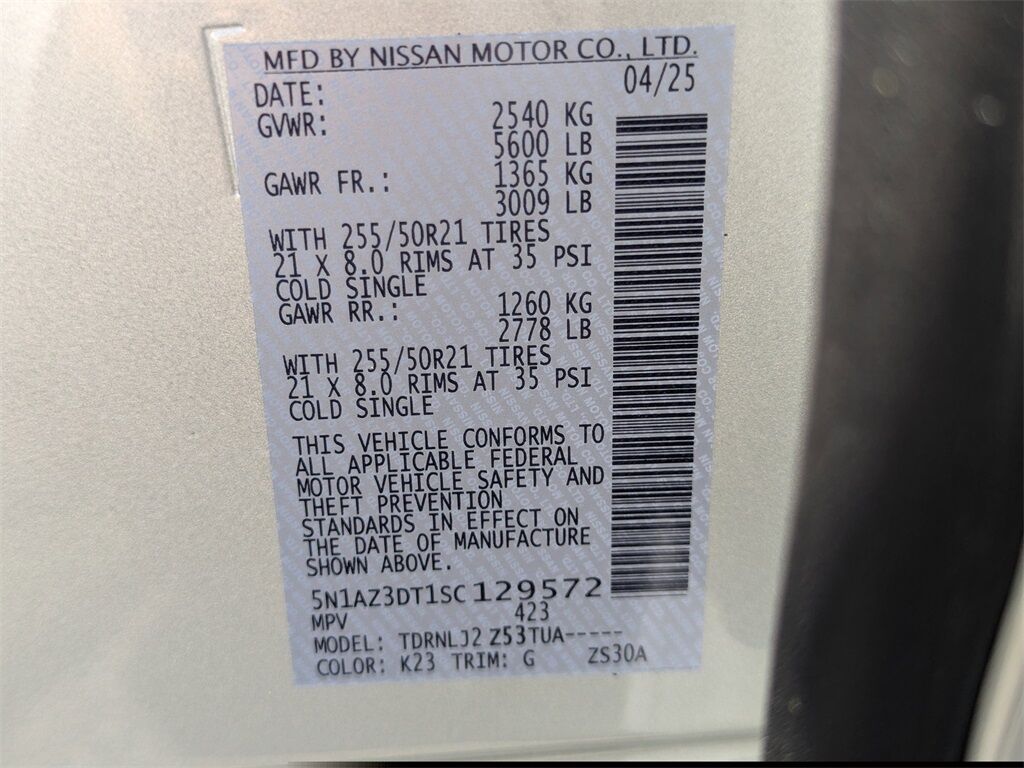 MFD BY NISSAN MOTOR CO., LTD.
DATE: 04/25
GVWR: 2540 KG
5600 LB
GAWR FR.: 1365 KG
3009 LB
WITH 255/50R21 TIRES
21 X 8.0 RIMS AT 35 PSI
COLD SINGLE
GAWR RR.: 1260 KG
2778 LB
WITH 255/50R21 TIRES
21 X 8.0 RIMS AT 35 PSI
COLD SINGLE
THIS VEHICLE CONFORMS TO
ALL APPLICABLE FEDERAL
MOTOR VEHICLE SAFETY AND
THEFT PREVENTION
STANDARDS IN EFFECT ON
THE DATE OF MANUFACTURE
SHOWN ABOVE.
5N1AZ3DT1SC129572
MPV 423
MODEL: TDRNLJ2 Z53TUA-----
COLOR: K23 TRIM: G ZS30A